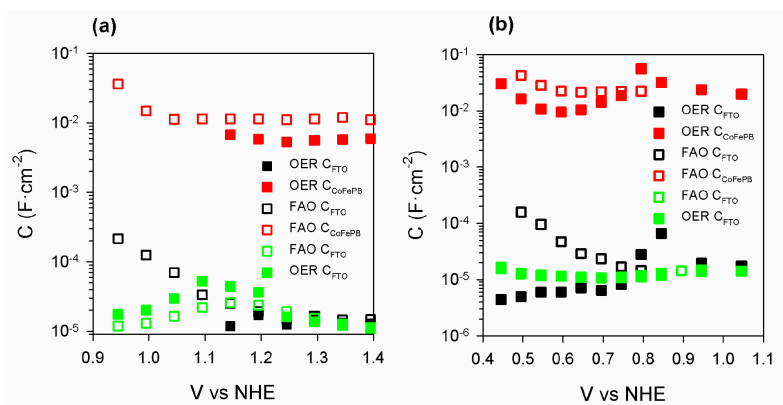 (a)
10⁻¹
10⁻²
10⁻³
10⁻⁴
10⁻⁵
C (F·cm⁻²)
0.9 1.0 1.1 1.2 1.3 1.4
V vs NHE
OER C_FTO
OER C_CoFePB
FAO C_FTO
FAO C_CoFePB
FAO C_FTO
OER C_FTO
(b)
10⁻¹
10⁻²
10⁻³
10⁻⁴
10⁻⁵
10⁻⁶
C (F·cm⁻²)
0.4 0.5 0.6 0.7 0.8 0.9 1.0 1.1
V vs NHE
OER C_FTO
OER C_CoFePB
FAO C_FTO
FAO C_CoFePB
FAO C_FTO
OER C_FTO